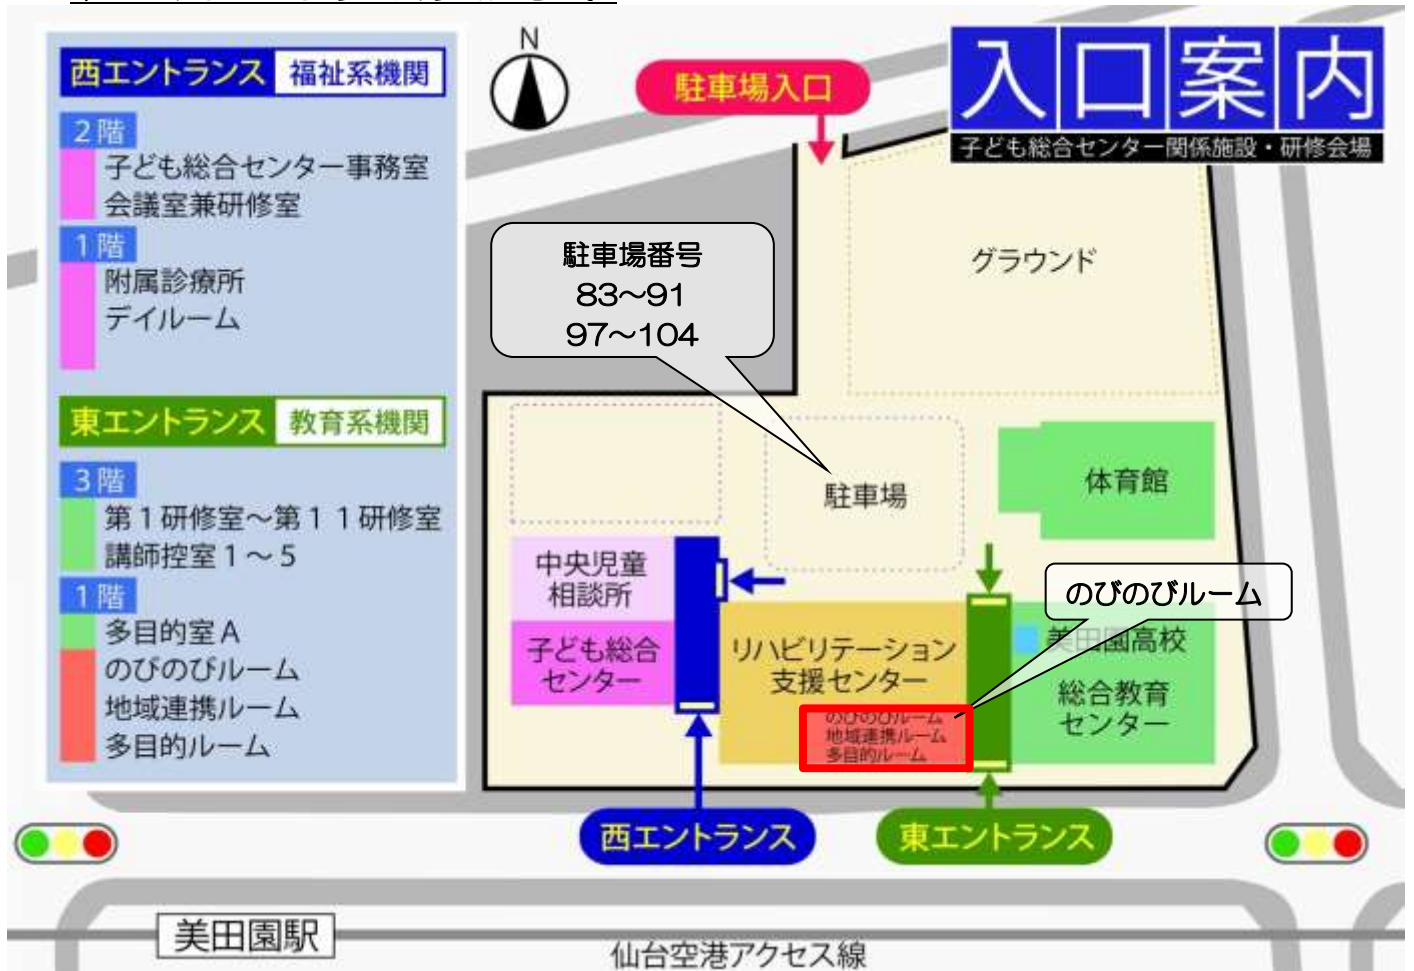 西エントランス 福祉系機関
2階
子ども総合センター事務室
会議室兼研修室
1階
附属診療所
デイルーム
東エントランス 教育系機関
3階
第1研修室～第11研修室
講師控室1～5
1階
多目的室A
のびのびルーム
地域連携ルーム
多目的ルーム
N
駐車場入口
入口案内
子ども総合センター関係施設・研修会場
駐車場番号
83～91
97～104
グラウンド
駐車場
体育館
中央児童
相談所
子ども総合
センター
リハビリテーション
支援センター
のびのびルーム
地域連携ルーム
多目的ルーム
のびのびルーム
美田園高校
総合教育
センター
西エントランス
東エントランス
美田園駅
仙台空港アクセス線